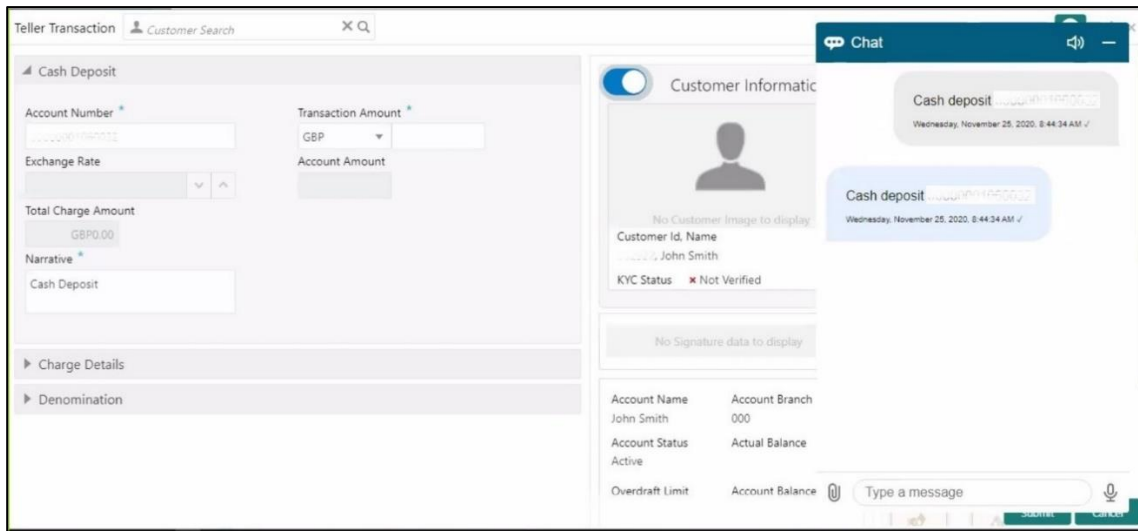 Teller Transaction
Customer Search
Cash Deposit
Account Number *
Transaction Amount *
GBP
Exchange Rate
Account Amount
Total Charge Amount
GBP0.00
Narrative *
Cash Deposit
Charge Details
Denomination
Customer Informatic
No Customer Image to display
Customer Id, Name
John Smith
KYC Status × Not Verified
No Signature data to display
Account Name Account Branch
John Smith 000
Account Status Actual Balance
Active
Overdraft Limit Account Balance
Chat
Cash deposit
Wednesday, November 25, 2020, 8:44:34 AM ✓
Cash deposit
Wednesday, November 25, 2020, 8:44:34 AM ✓
Type a message
Submit Cancel